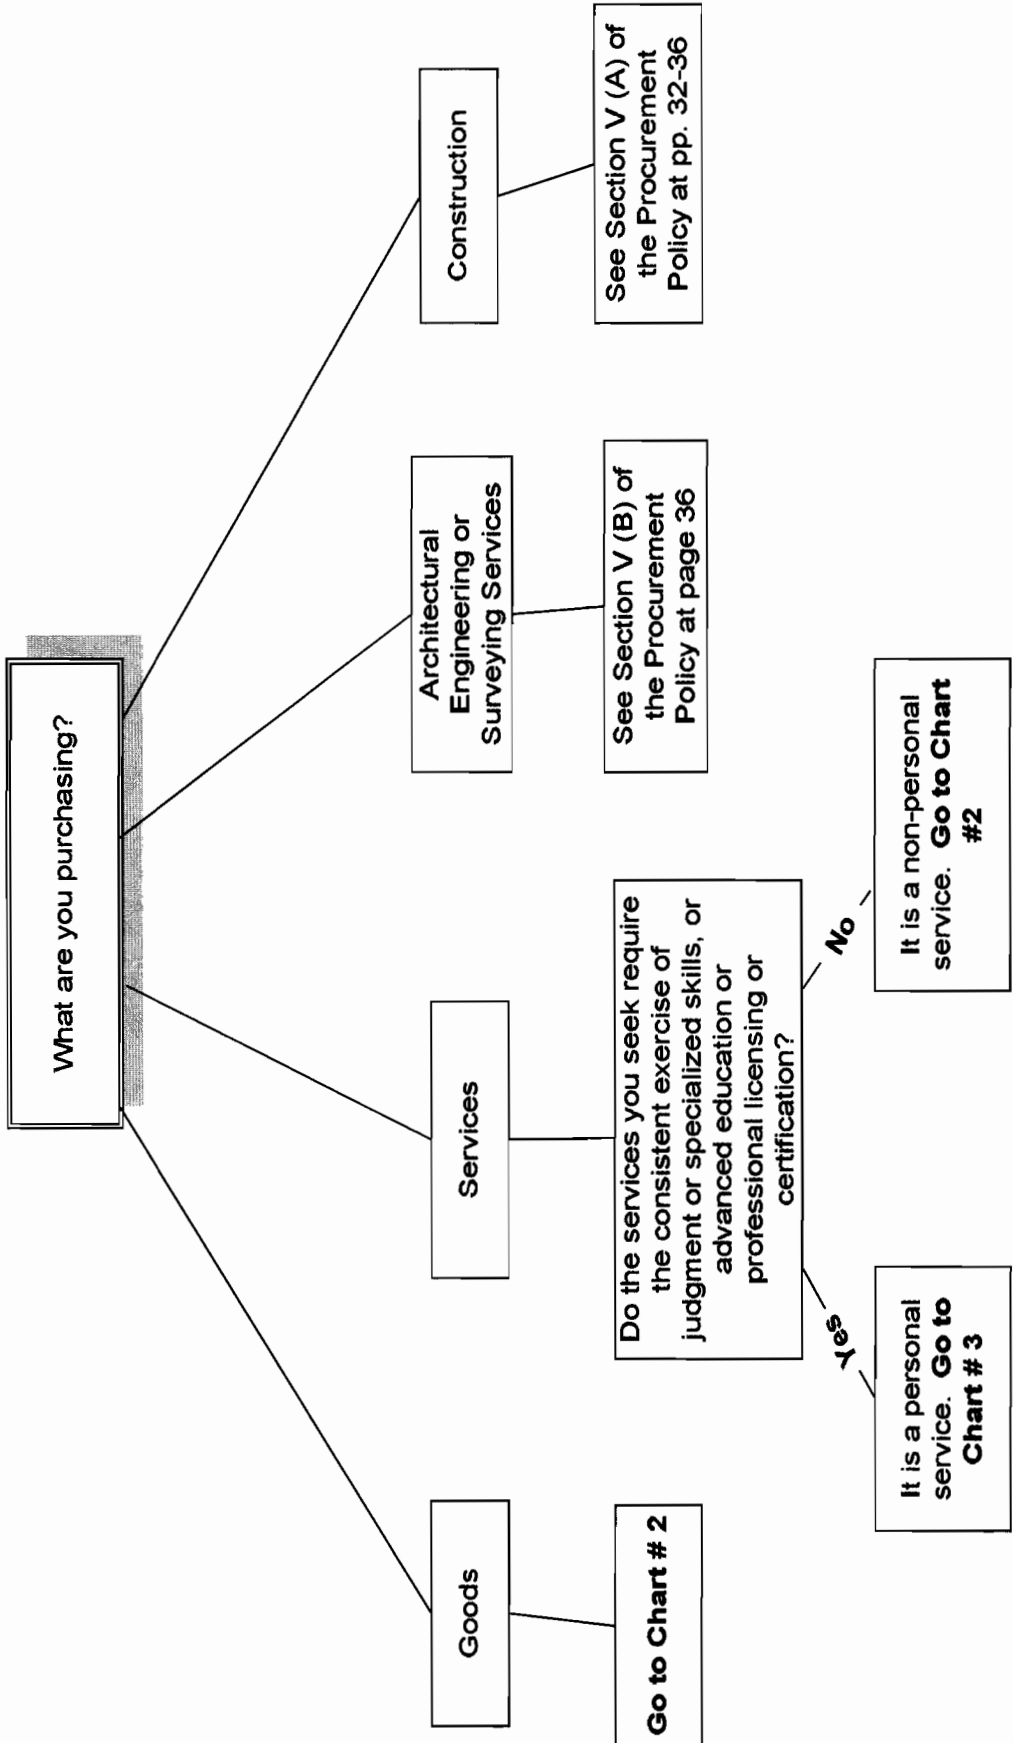 What are you purchasing?
Goods
Services
Architectural
Engineering or
Surveying Services
Construction
Go to Chart # 2
Do the services you seek require
the consistent exercise of
judgment or specialized skills, or
advanced education or
professional licensing or
certification?
See Section V (B) of
the Procurement
Policy at page 36
See Section V (A) of
the Procurement
Policy at pp. 32-36
Yes
No
It is a personal
service. Go to
Chart # 3
It is a non-personal
service. Go to Chart
#2